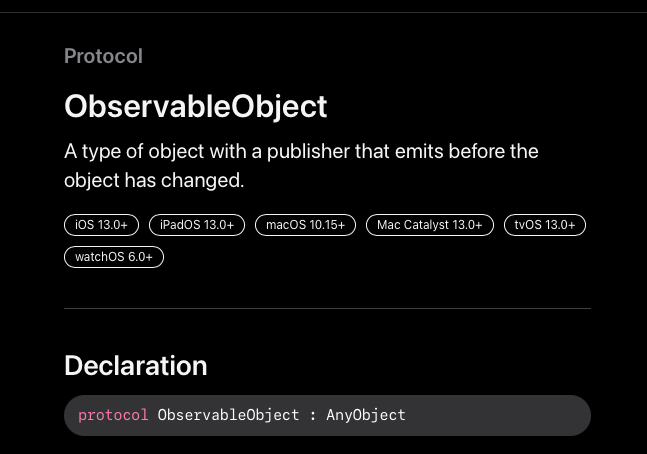 Protocol
ObservableObject
A type of object with a publisher that emits before the
object has changed.
iOS 13.0+ iPadOS 13.0+ macOS 10.15+ Mac Catalyst 13.0+ tvOS 13.0+
watchOS 6.0+
Declaration
protocol ObservableObject : AnyObject